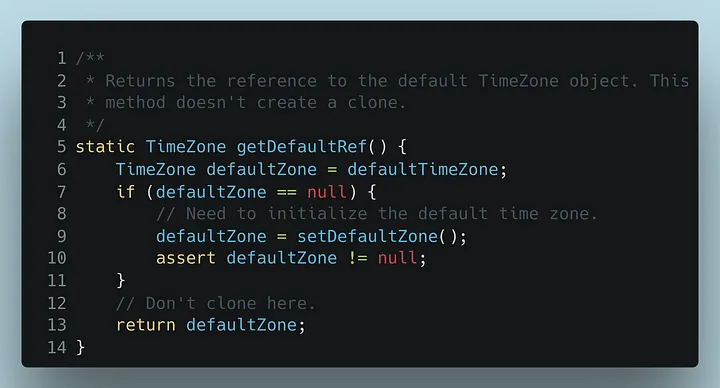 1 /**
2  * Returns the reference to the default TimeZone object. This
3  * method doesn't create a clone.
4  */
5 static TimeZone getDefaultRef() {
6     TimeZone defaultZone = defaultTimeZone;
7     if (defaultZone == null) {
8         // Need to initialize the default time zone.
9         defaultZone = setDefaultZone();
10         assert defaultZone != null;
11     }
12     // Don't clone here.
13     return defaultZone;
14 }